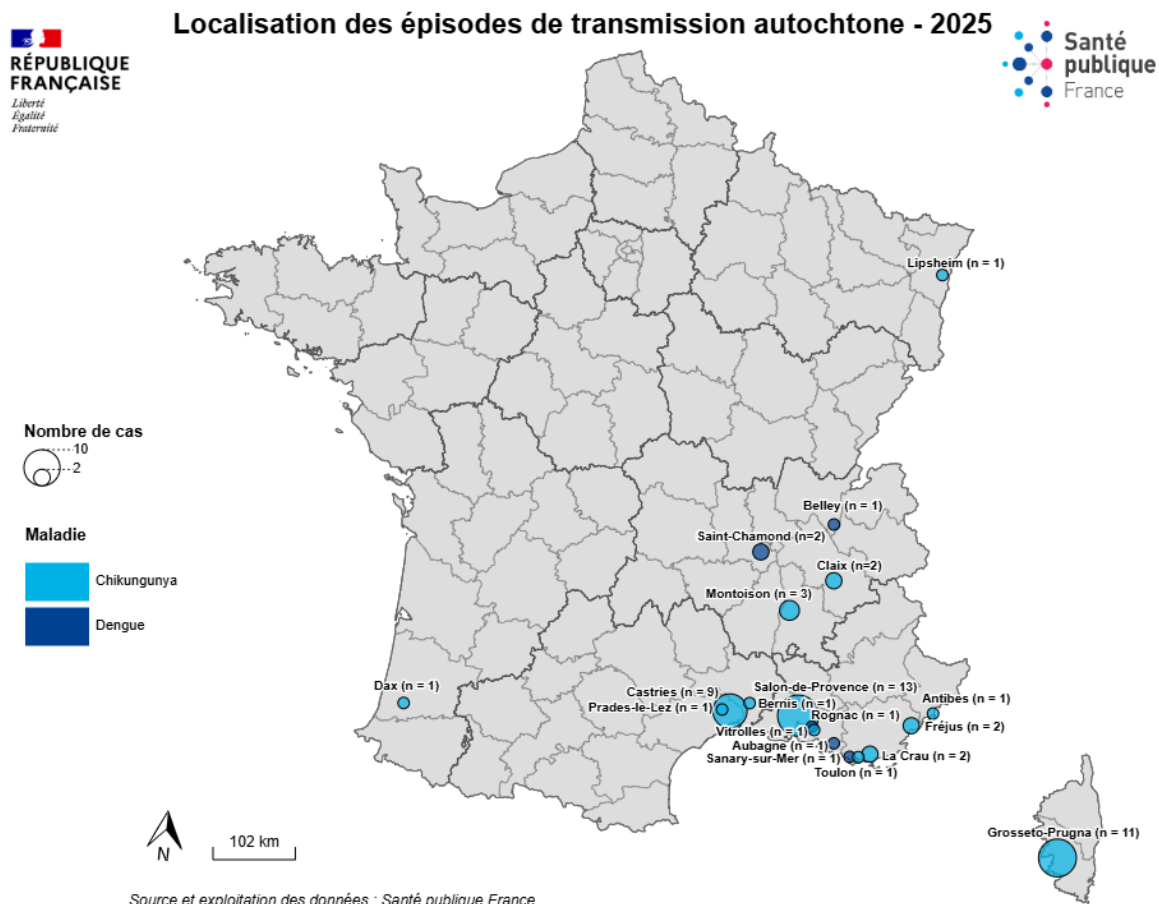 Localisation des épisodes de transmission autochtone - 2025
RÉPUBLIQUE
FRANÇAISE
Liberté
Égalité
Fraternité
Santé
publique
France
Lipsheim (n = 1)
Nombre de cas
10
2
Maladie
Chikungunya
Dengue
Belley (n = 1)
Saint-Chamond (n=2)
Claix (n=2)
Montoison (n = 3)
Dax (n = 1)
Castries (n = 9)
Salon-de-Provence (n = 13)
Antibes (n = 1)
Prades-le-Lez (n = 1)
Bernis (n =1)
Rognac (n = 1)
Fréjus (n = 2)
Vitrolles (n = 1)
Aubagne (n = 1)
Sanary-sur-Mer (n = 1)
La Crau (n = 2)
Toulon (n = 1)
Grosseto-Prugna (n = 11)
N
102 km
Source et exploitation des données : Santé publique France